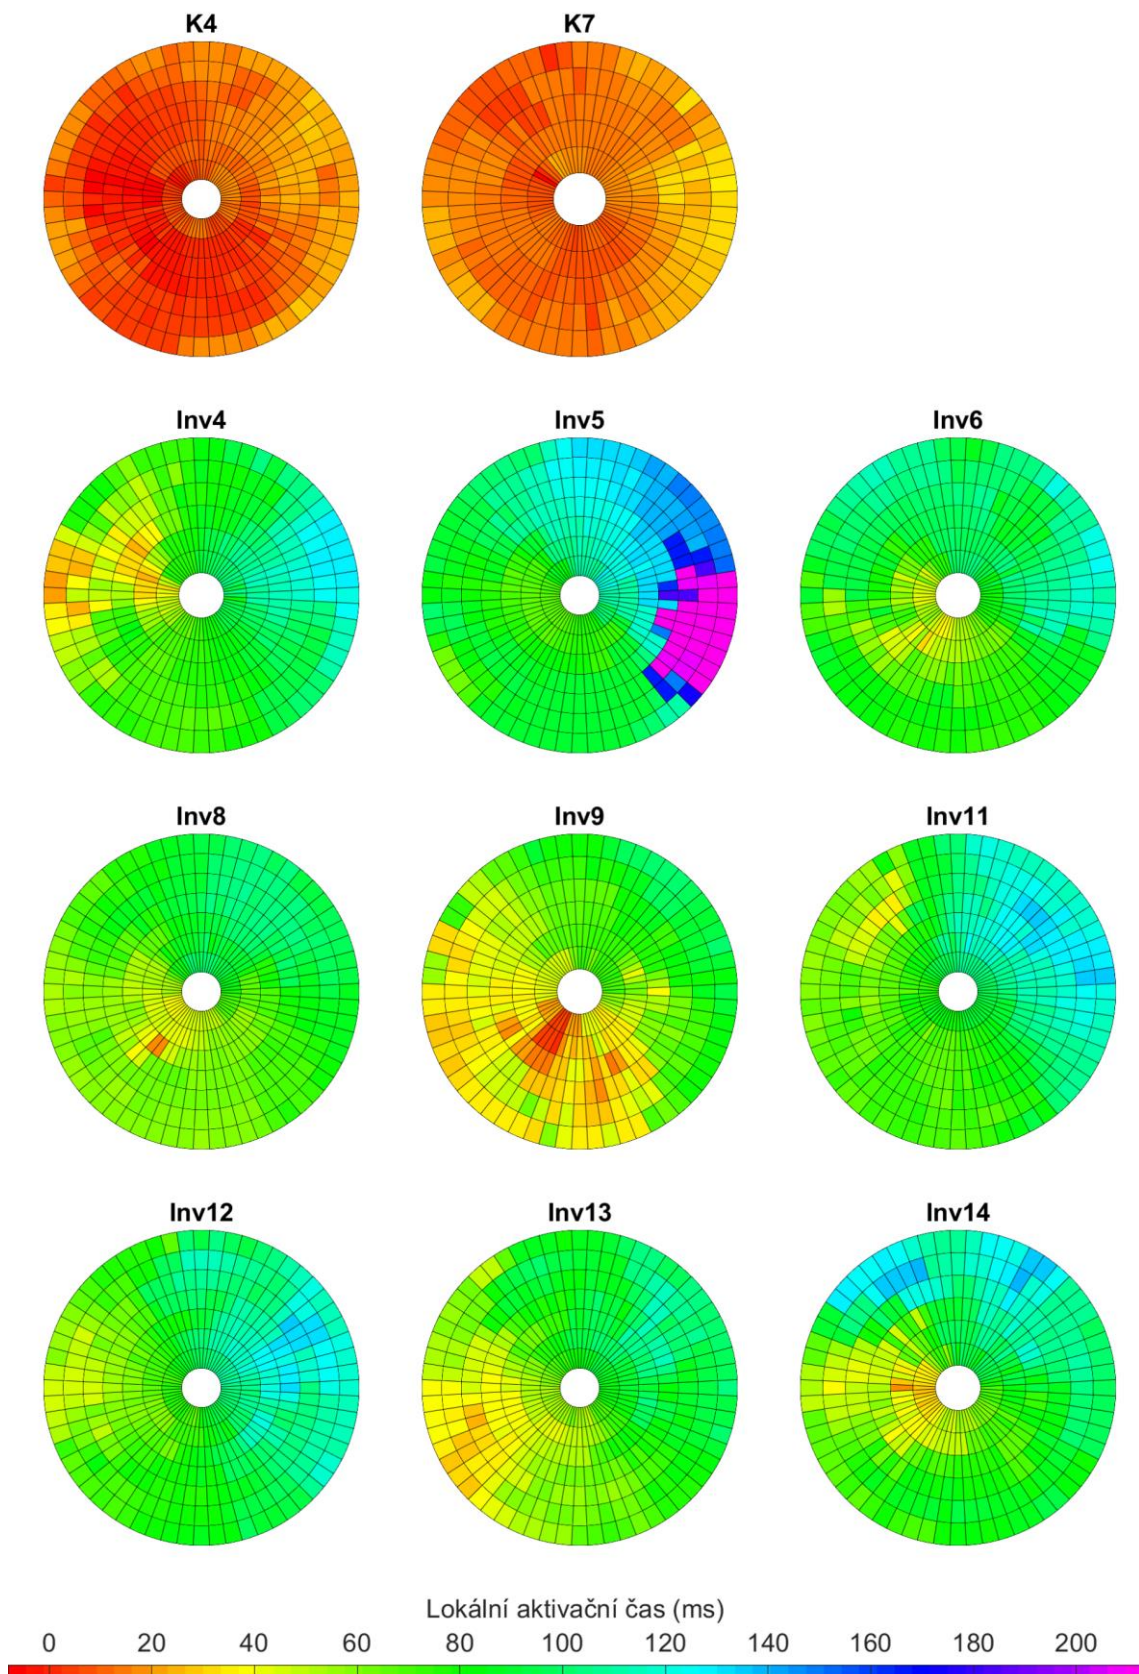 K4 K7
Inv4 Inv5 Inv6
Inv8 Inv9 Inv11
Inv12 Inv13 Inv14
Lokální aktivační čas (ms)
0 20 40 60 80 100 120 140 160 180 200